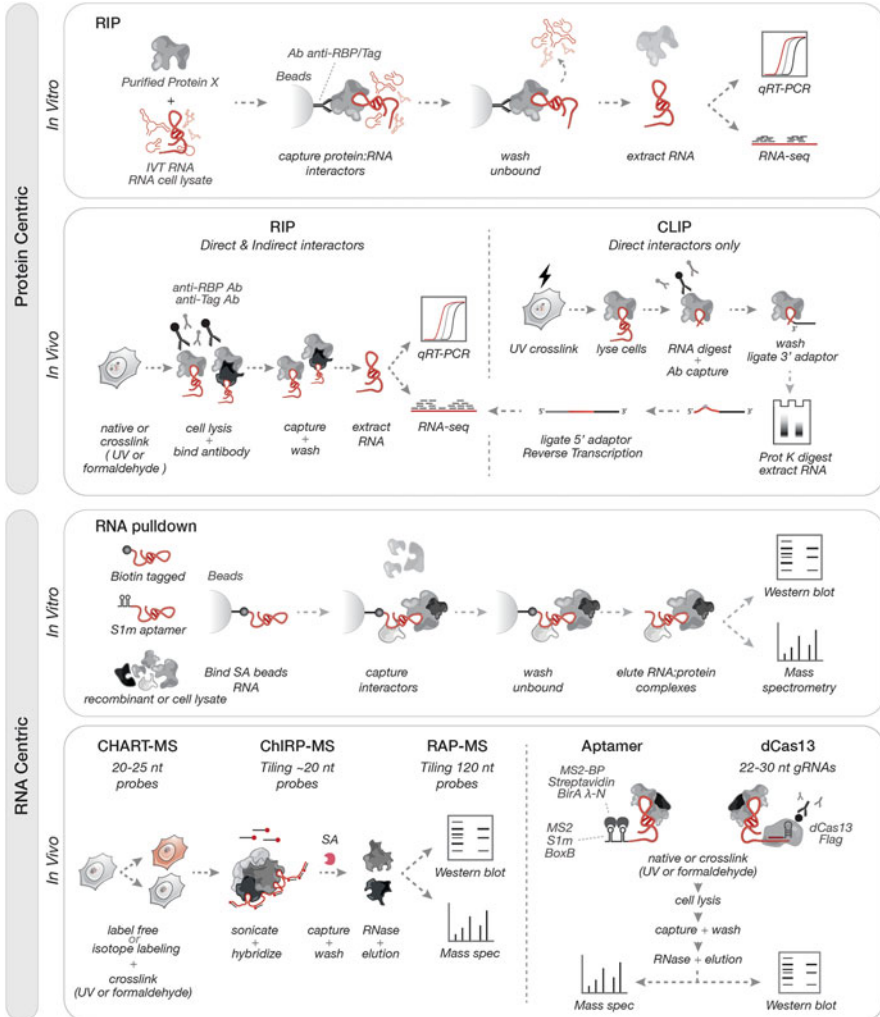 Protein Centric
In Vitro
RIP
Purified Protein X
+
IVT RNA
RNA cell lysate
Ab anti-RBP/Tag
Beads
capture protein:RNA
interactors
wash
unbound
extract RNA
qRT-PCR
RNA-seq
In Vivo
RIP
Direct & Indirect interactors
anti-RBP Ab
anti-Tag Ab
native or
crosslink
( UV or
formaldehyde )
cell lysis
+
bind antibody
capture
+
wash
extract
RNA
qRT-PCR
RNA-seq
CLIP
Direct interactors only
UV crosslink
lyse cells
RNA digest
+
Ab capture
3'
wash
ligate 3' adaptor
Prot K digest
extract RNA
5'
3'
ligate 5' adaptor
Reverse Transcription
RNA Centric
In Vitro
RNA pulldown
Biotin tagged
S1m aptamer
recombinant or cell lysate
Beads
Bind SA beads
RNA
capture
interactors
wash
unbound
elute RNA:protein
complexes
Western blot
Mass
spectrometry
In Vivo
CHART-MS
20-25 nt
probes
ChIRP-MS
Tiling ~20 nt
probes
RAP-MS
Tiling 120 nt
probes
SA
label free
or
isotope labeling
+
crosslink
(UV or formaldehyde)
sonicate
+
hybridize
capture
+
wash
RNase
+
elution
Western blot
Mass spec
Aptamer
MS2-BP
Streptavidin
BirA λ-N
MS2
S1m
BoxB
dCas13
22-30 nt gRNAs
dCas13
Flag
native or crosslink
(UV or formaldehyde)
cell lysis
capture + wash
RNase + elution
Mass spec
Western blot